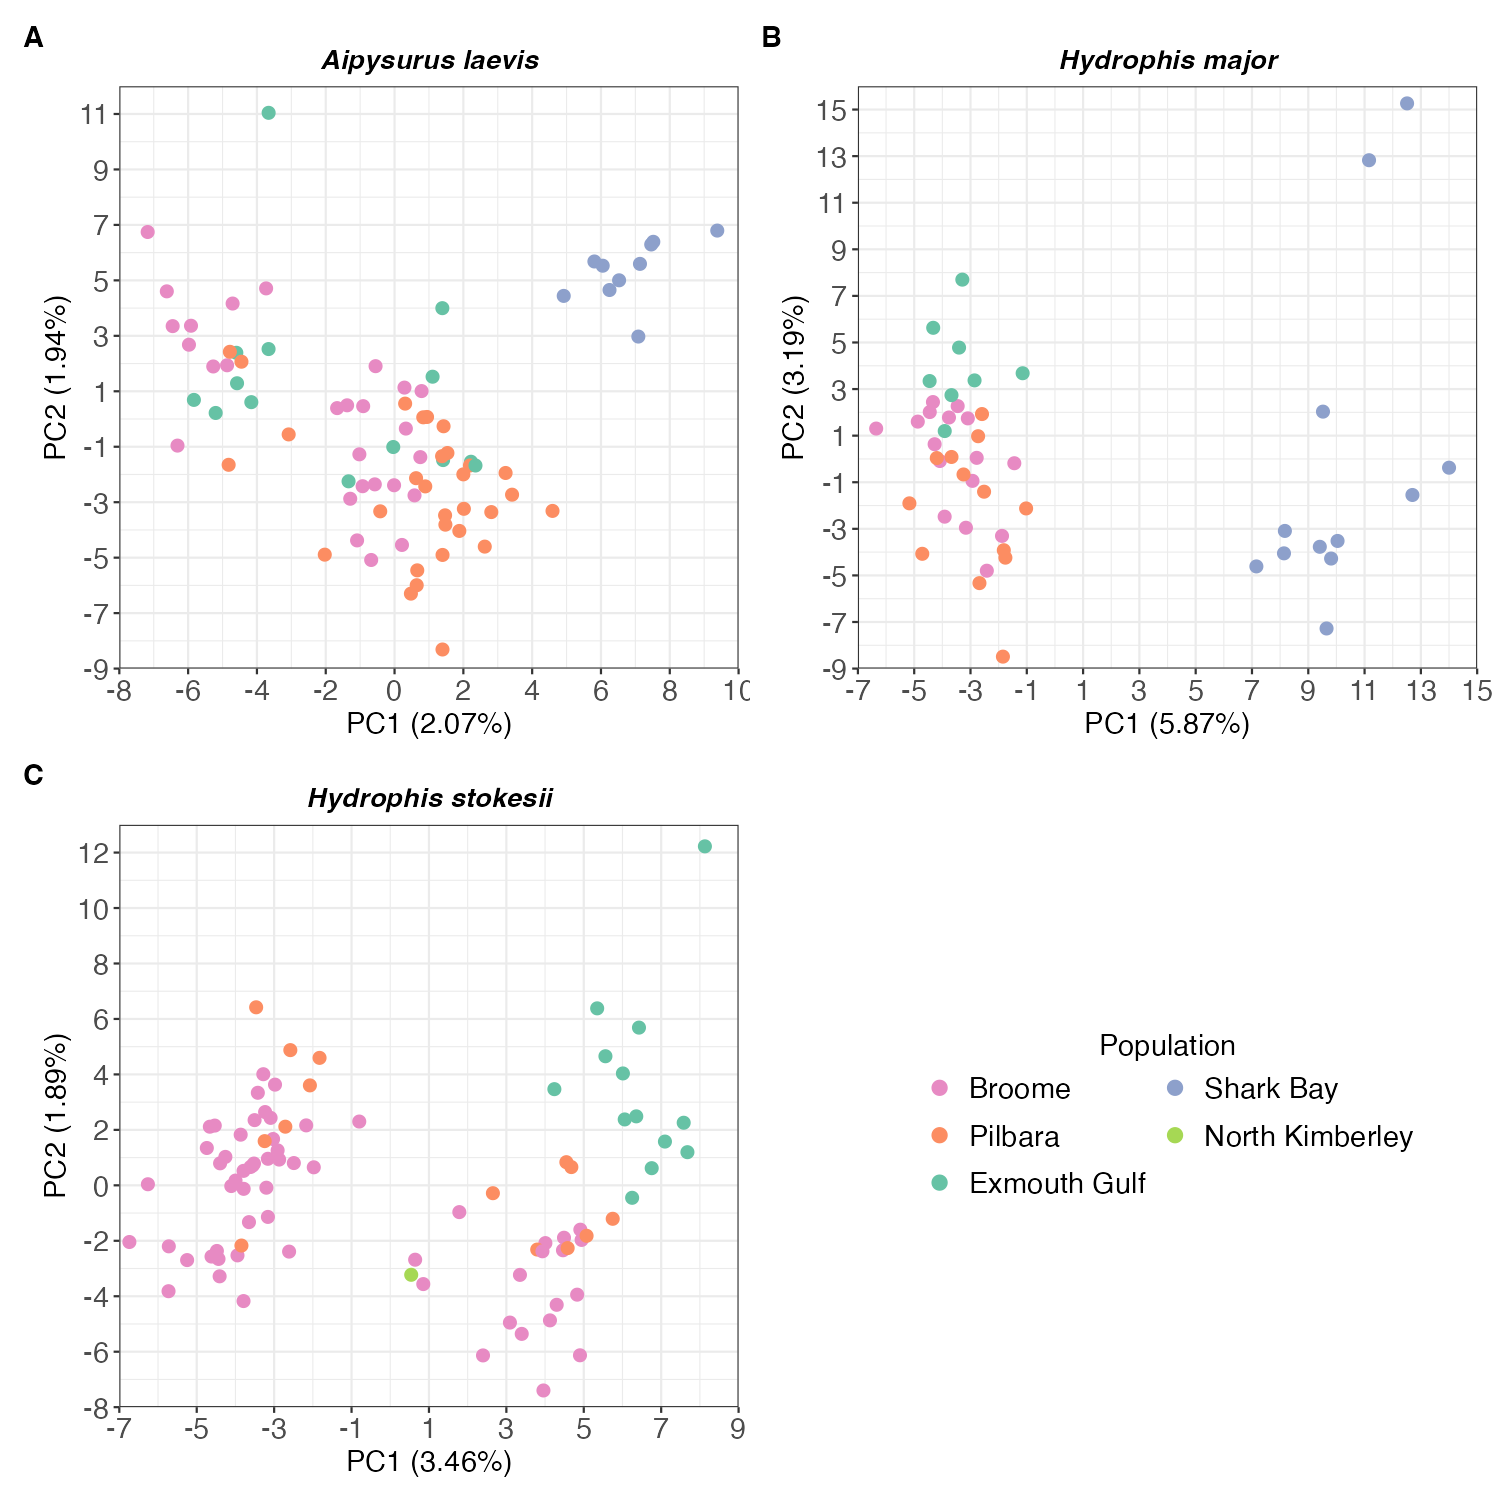 A
Aipysurus laevis
PC2 (1.94%)
11
9
7
5
3
1
-1
-3
-5
-7
-9
-8 -6 -4 -2 0 2 4 6 8 10
PC1 (2.07%)
B
Hydrophis major
PC2 (3.19%)
15
13
11
9
7
5
3
1
-1
-3
-5
-7
-9
-7 -5 -3 -1 1 3 5 7 9 11 13 15
PC1 (5.87%)
C
Hydrophis stokesii
PC2 (1.89%)
12
10
8
6
4
2
0
-2
-4
-6
-8
-7 -5 -3 -1 1 3 5 7 9
PC1 (3.46%)
Population
Broome
Pilbara
Exmouth Gulf
Shark Bay
North Kimberley